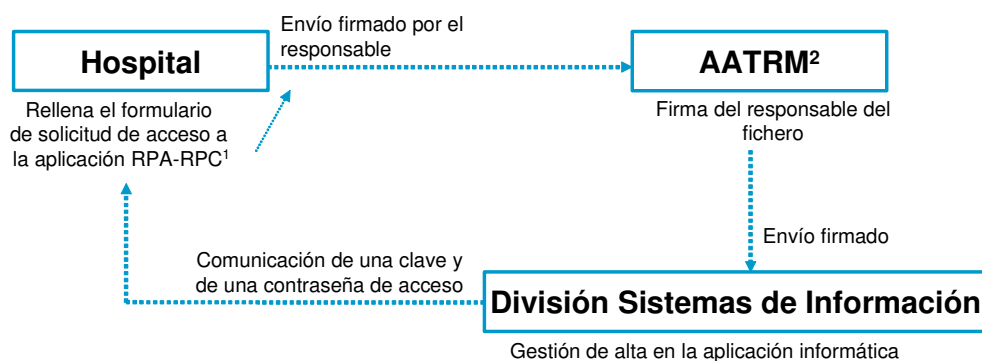 Envío firmado por el
responsable
Hospital
AATRM²
Rellena el formulario
de solicitud de acceso a
la aplicación RPA-RPC¹
Firma del responsable del
fichero
Envío firmado
Comunicación de una clave y
de una contraseña de acceso
División Sistemas de Información
Gestión de alta en la aplicación informática